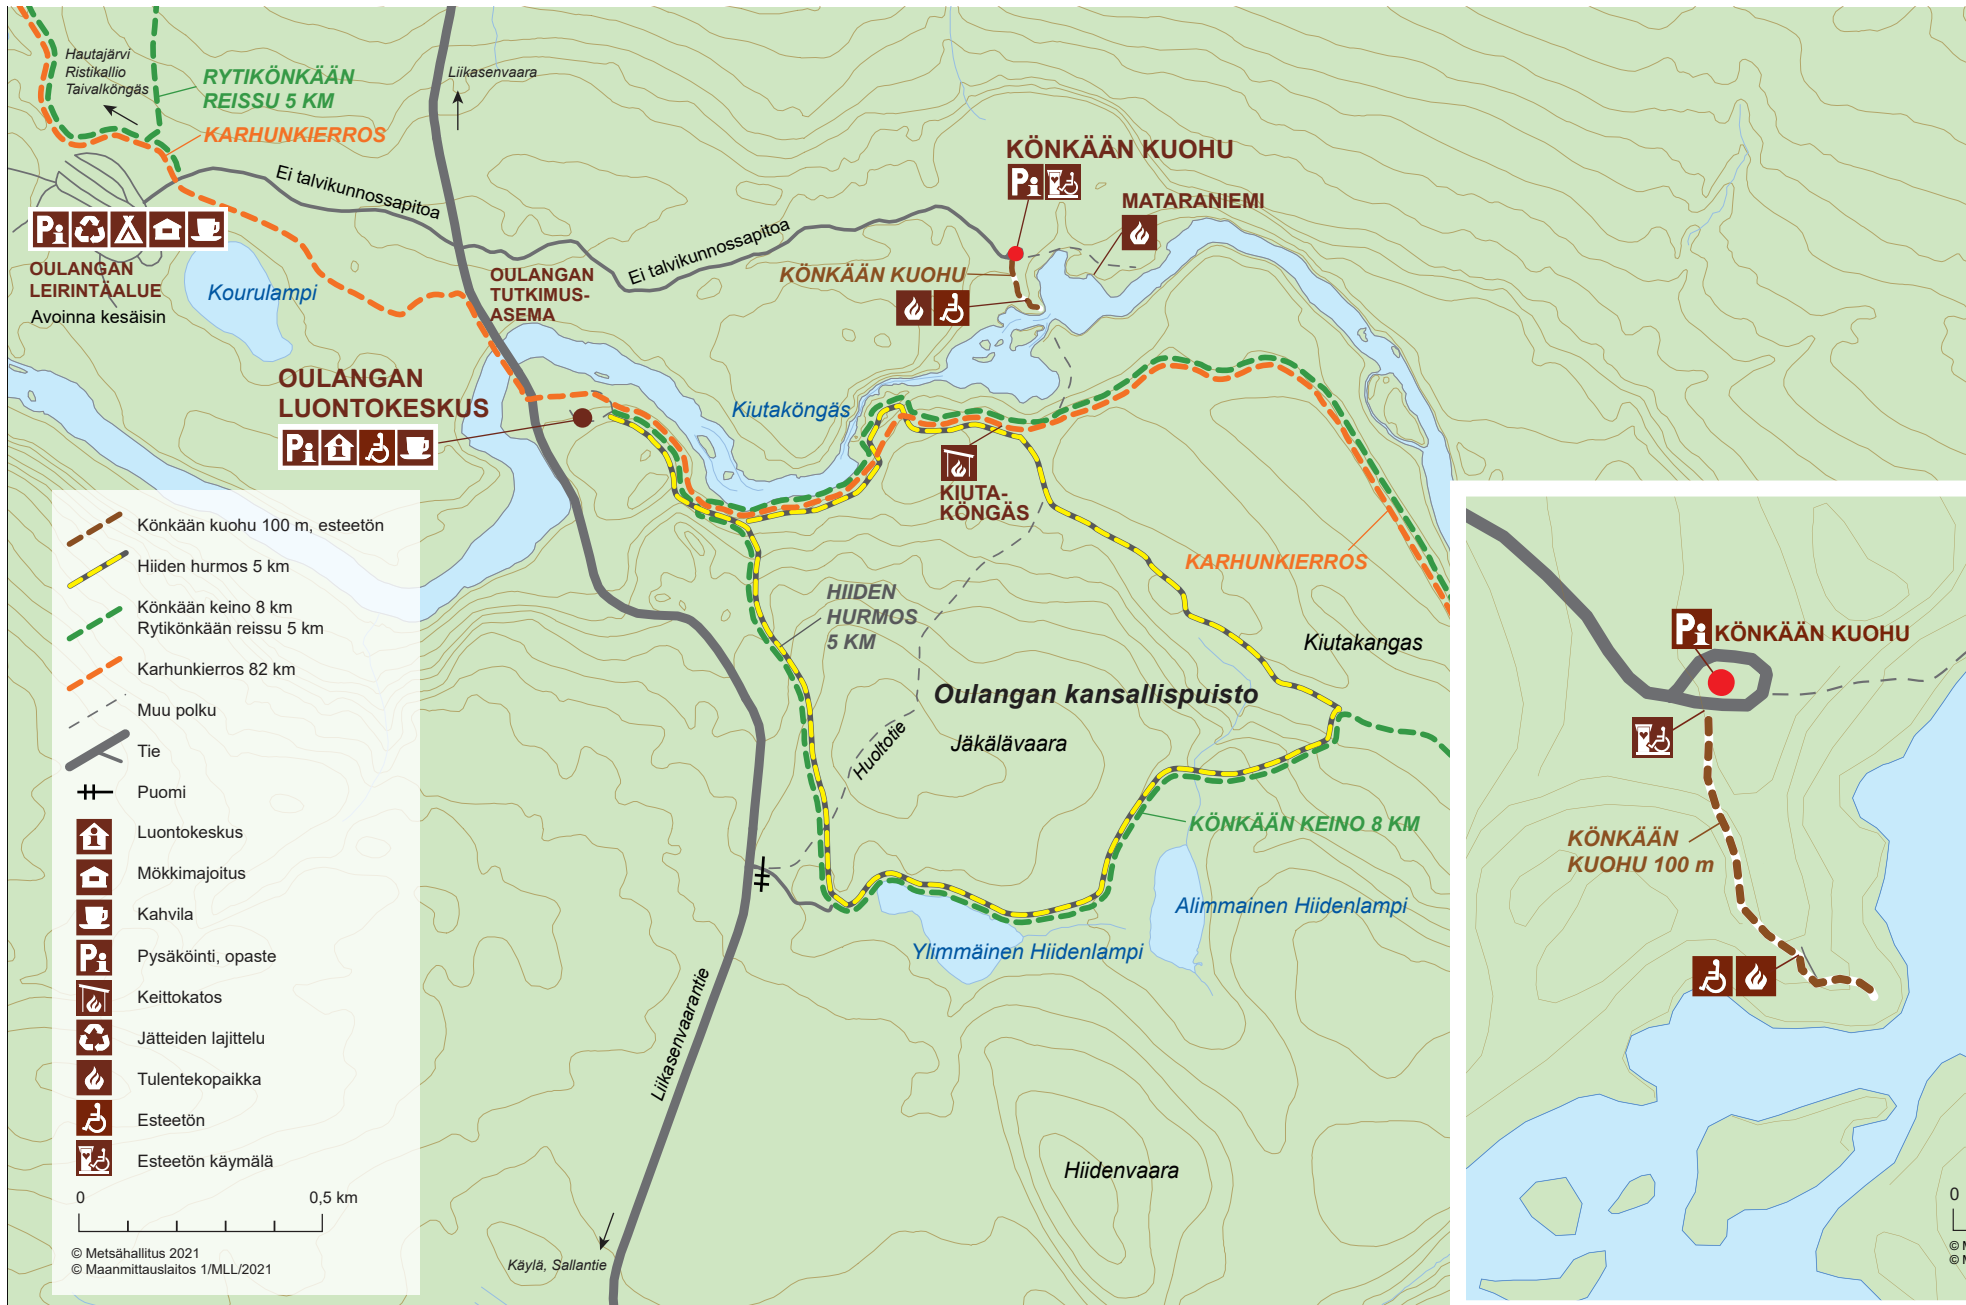 Hautajärvi
Ristikallio
Taivalköngäs
RYTIKÖNKÄÄN
REISSU 5 KM
KARHUNKIERROS
Liikasenvaara
Ei talvikunnossapitoa
Pi
OULANGAN
LEIRINTÄALUE
Avoinna kesäisin
Kourulampi
OULANGAN
TUTKIMUS-
ASEMA
Ei talvikunnossapitoa
KÖNKÄÄN KUOHU
Pi
MATARANIEMI
KÖNKÄÄN KUOHU
OULANGAN
LUONTOKESKUS
Pi
Kiutaköngäs
KIUTA-
KÖNGÄS
KARHUNKIERROS
HIIDEN
HURMOS
5 KM
Kiutakangas
Oulangan kansallispuisto
Jäkälävaara
Huoltotie
KÖNKÄÄN KEINO 8 KM
Alimmainen Hiidenlampi
Ylimmäinen Hiidenlampi
Liikasenvaarantie
Hiidenvaara
Käylä, Sallantie
Könkään kuohu 100 m, esteetön
Hiiden hurmos 5 km
Könkään keino 8 km
Rytikönkään reissu 5 km
Karhunkierros 82 km
Muu polku
Tie
Puomi
Luontokeskus
Mökkimajoitus
Kahvila
Pi Pysäköinti, opaste
Keittokatos
Jätteiden lajittelu
Tulentekopaikka
Esteetön
Esteetön käymälä
0 0,5 km
© Metsähallitus 2021
© Maanmittauslaitos 1/MLL/2021
Pi KÖNKÄÄN KUOHU
KÖNKÄÄN
KUOHU 100 m
0
©
©